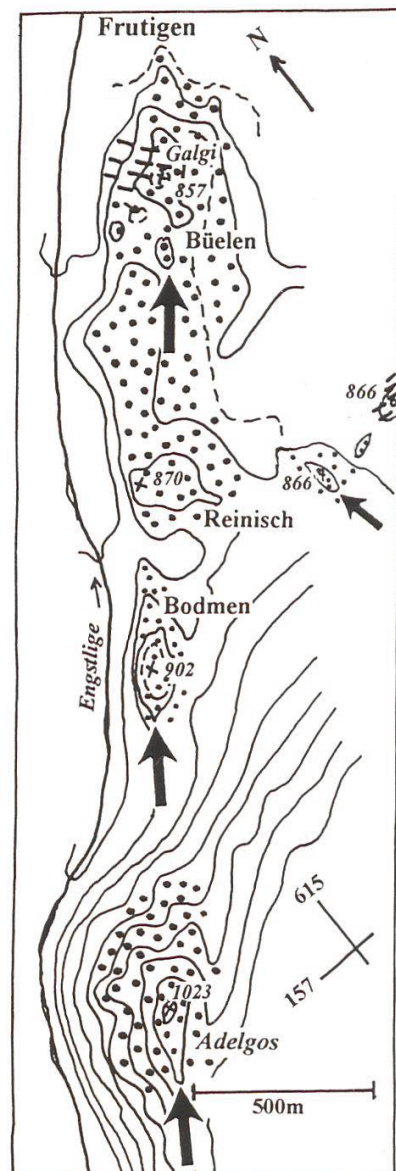 Frutigen
N
Galgi
857
Büelen
866
870
866
Reinisch
Bodmen
902
Engstlige →
615
157
1023
Adelgos
500m